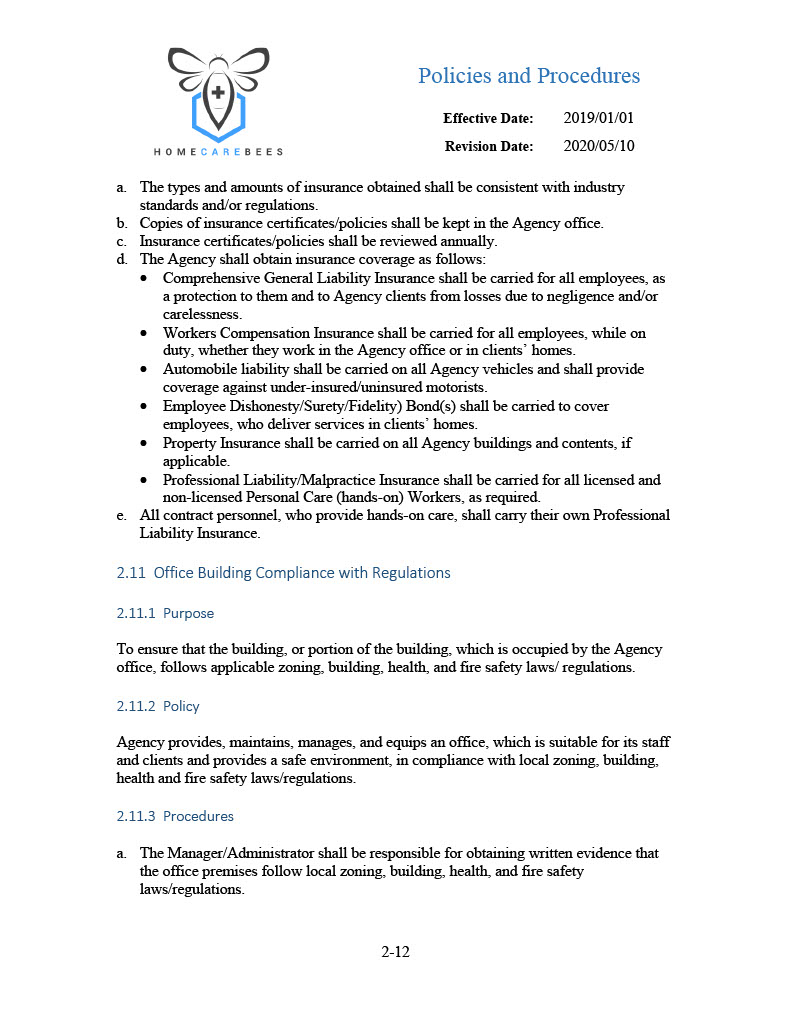 Policies and Procedures
Effective Date: 2019/01/01
Revision Date: 2020/05/10
HOMECAREBEES
a. The types and amounts of insurance obtained shall be consistent with industry
standards and/or regulations.
b. Copies of insurance certificates/policies shall be kept in the Agency office.
c. Insurance certificates/policies shall be reviewed annually.
d. The Agency shall obtain insurance coverage as follows:
• Comprehensive General Liability Insurance shall be carried for all employees, as
a protection to them and to Agency clients from losses due to negligence and/or
carelessness.
• Workers Compensation Insurance shall be carried for all employees, while on
duty, whether they work in the Agency office or in clients’ homes.
• Automobile liability shall be carried on all Agency vehicles and shall provide
coverage against under-insured/uninsured motorists.
• Employee Dishonesty/Surety/Fidelity) Bond(s) shall be carried to cover
employees, who deliver services in clients’ homes.
• Property Insurance shall be carried on all Agency buildings and contents, if
applicable.
• Professional Liability/Malpractice Insurance shall be carried for all licensed and
non-licensed Personal Care (hands-on) Workers, as required.
e. All contract personnel, who provide hands-on care, shall carry their own Professional
Liability Insurance.
2.11 Office Building Compliance with Regulations
2.11.1 Purpose
To ensure that the building, or portion of the building, which is occupied by the Agency
office, follows applicable zoning, building, health, and fire safety laws/ regulations.
2.11.2 Policy
Agency provides, maintains, manages, and equips an office, which is suitable for its staff
and clients and provides a safe environment, in compliance with local zoning, building,
health and fire safety laws/regulations.
2.11.3 Procedures
a. The Manager/Administrator shall be responsible for obtaining written evidence that
the office premises follow local zoning, building, health, and fire safety
laws/regulations.
2-12